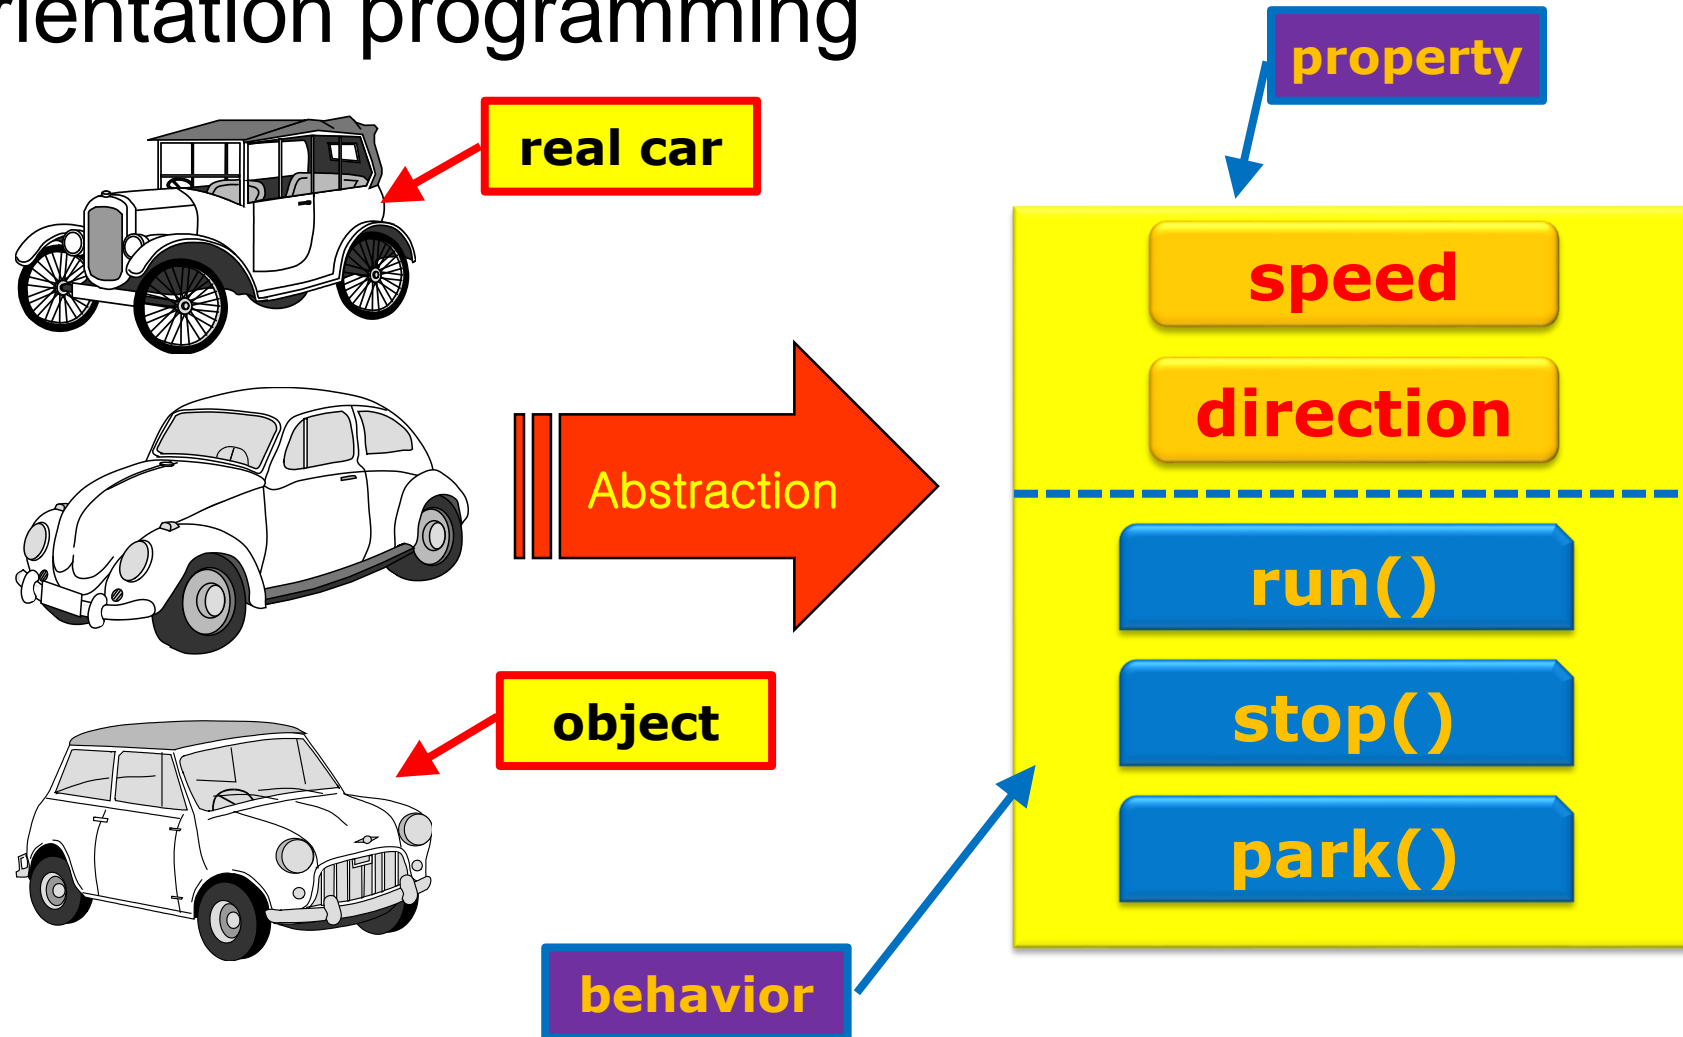 rientation programming
property
real car
speed
direction
Abstraction
run()
stop()
object
park()
behavior